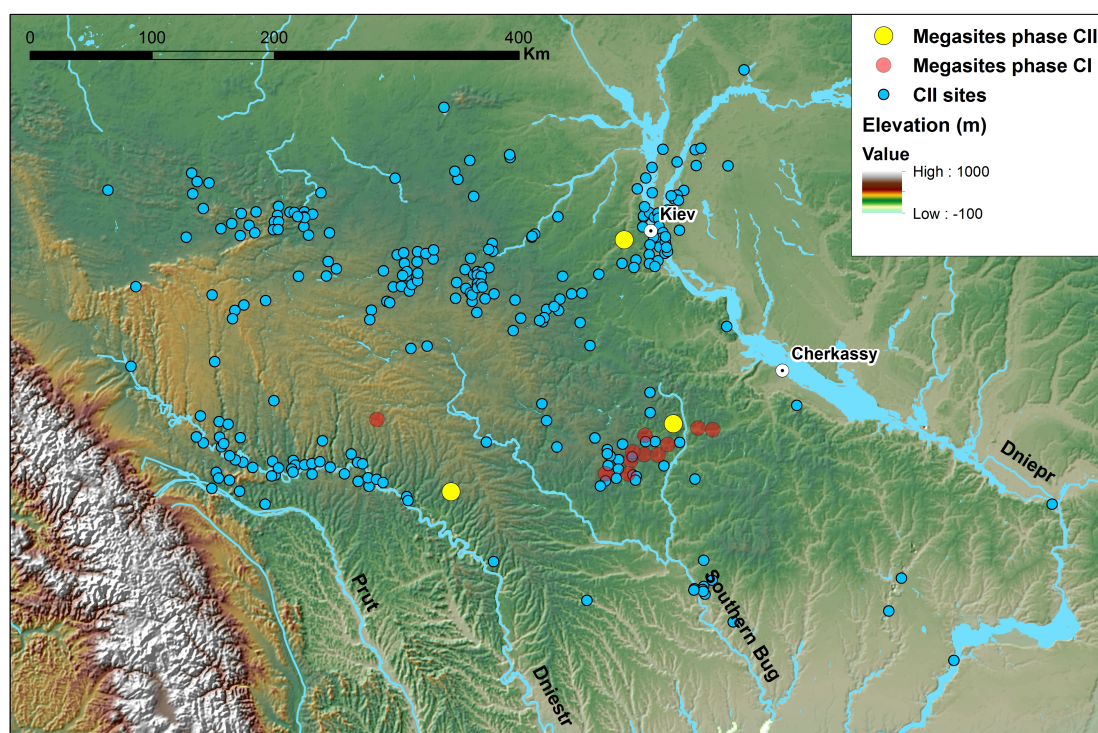 0 100 200 400
Km
Megasites phase CII
Megasites phase CI
CII sites
Elevation (m)
Value
High : 1000
Low : -100
Kiev
Cherkassy
Dniepr
Prut
Southern Bug
Dniestr